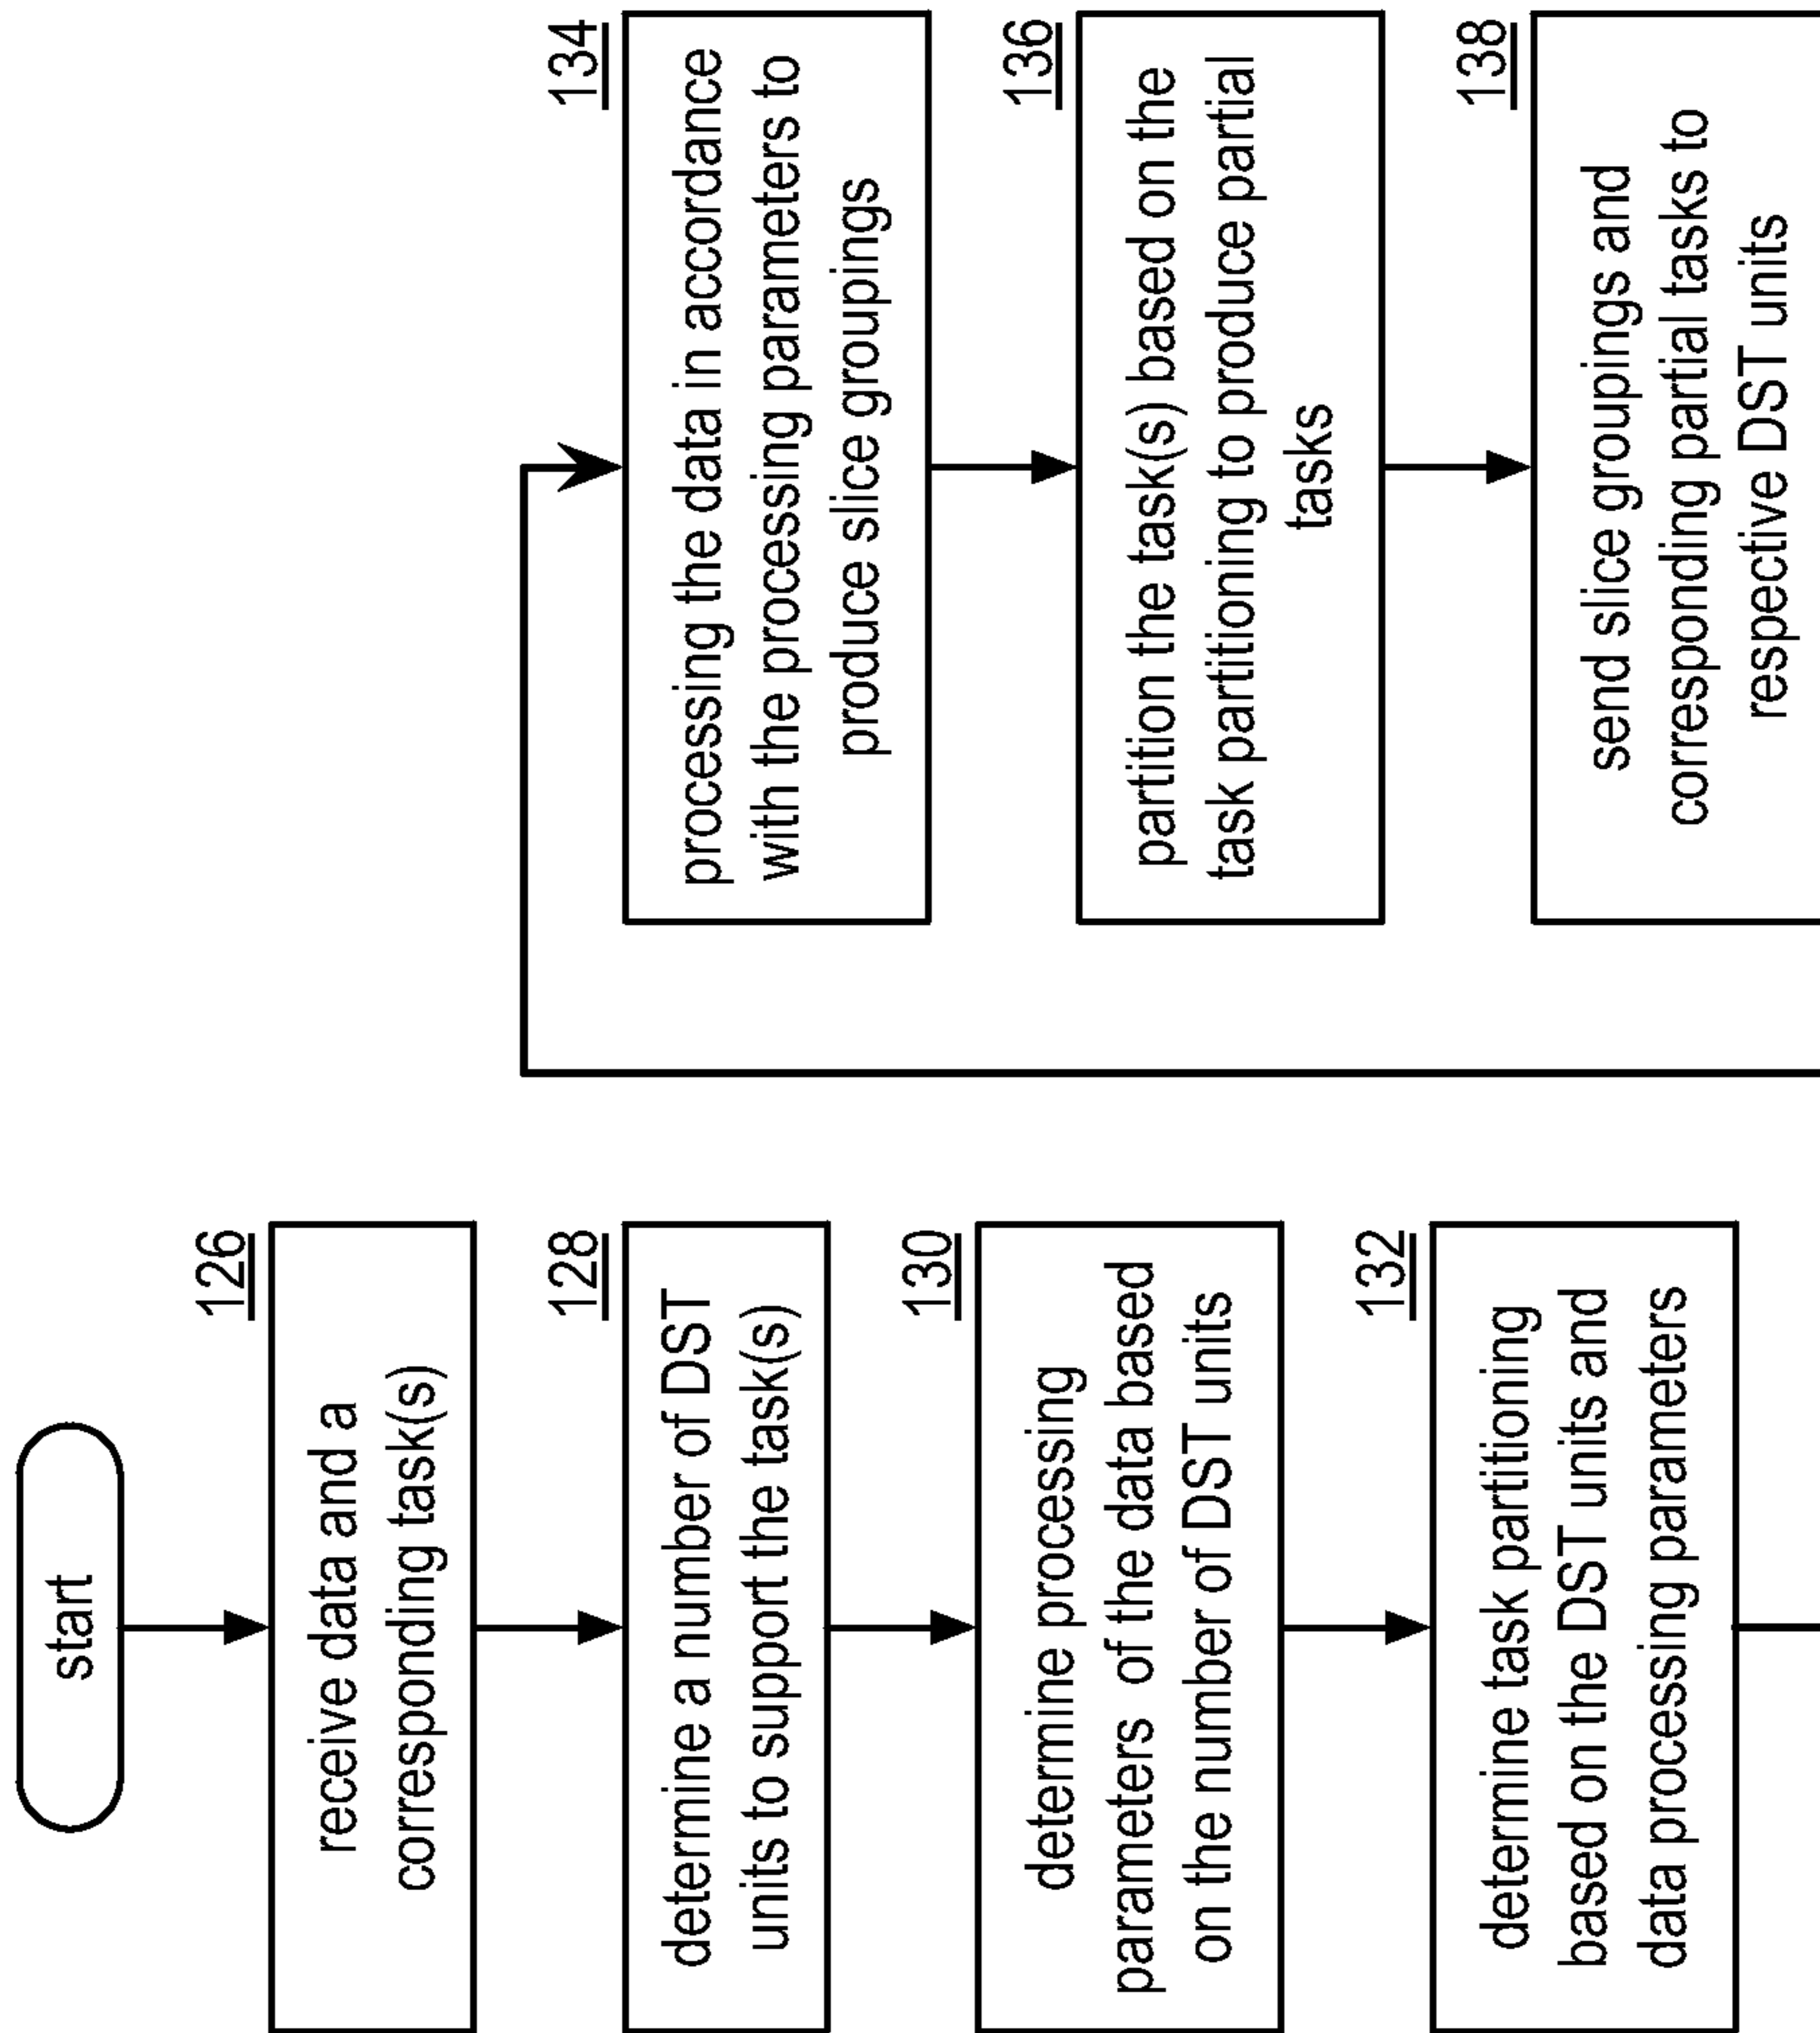 start
126
receive data and a
corresponding task(s)
128
determine a number of DST
units to support the task(s)
130
determine processing
parameters of the data based
on the number of DST units
132
determine task partitioning
based on the DST units and
data processing parameters
134
processing the data in accordance
with the processing parameters to
produce slice groupings
136
partition the task(s) based on the
task partitioning to produce partial
tasks
138
send slice groupings and
corresponding partial tasks to
respective DST units